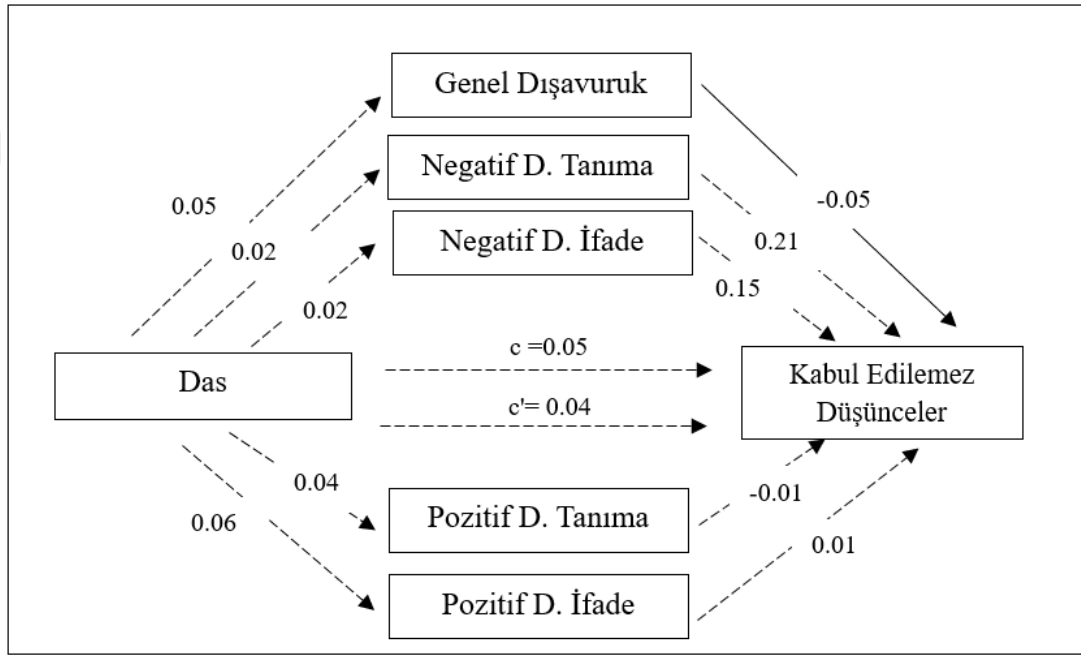 Genel Dışavuruk
Negatif D. Tanıma
Negatif D. İfade
0.05
0.02
0.02
-0.05
0.21
0.15
Das
c =0.05
c'= 0.04
Kabul Edilemez
Düşünceler
0.04
0.06
-0.01
0.01
Pozitif D. Tanıma
Pozitif D. İfade